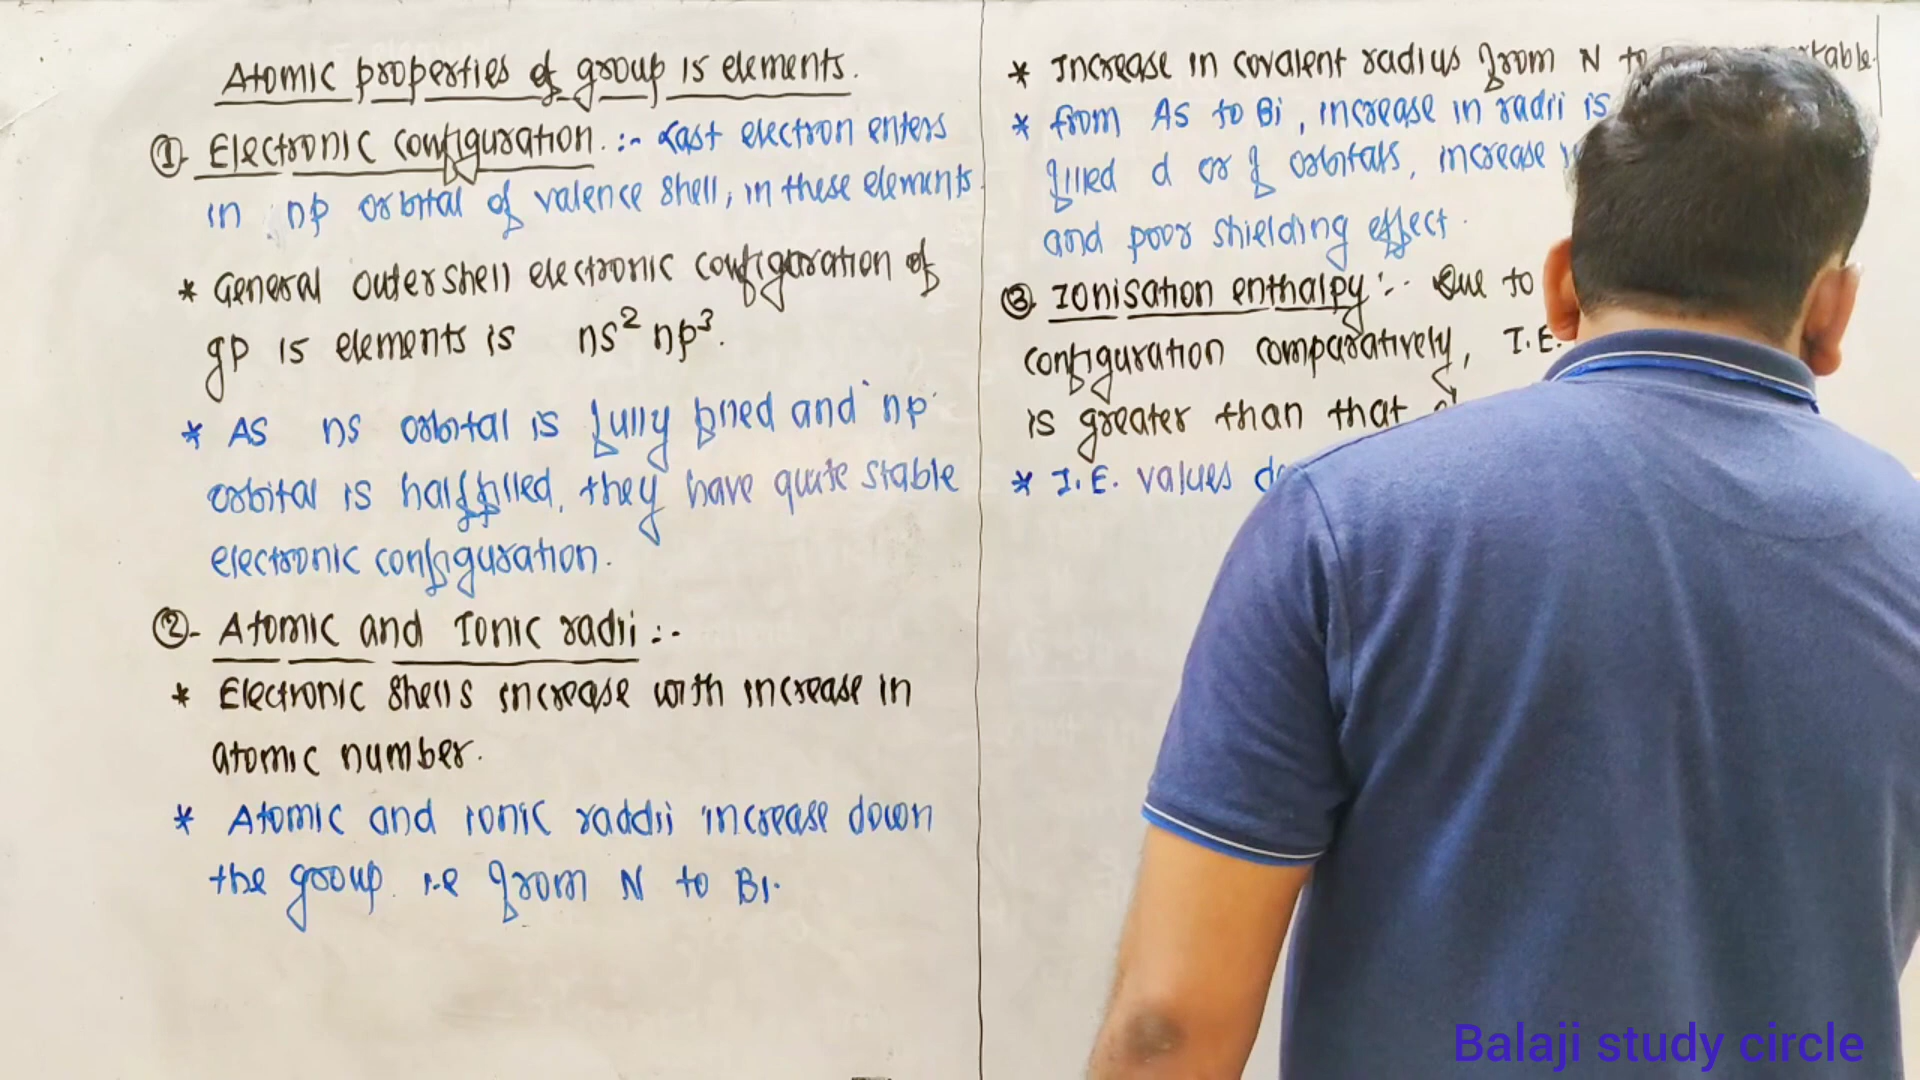 Atomic properties of group 15 elements.
① Electronic configuration :- Last electron enters
in np orbital of valence shell, in these elements.
* General outer shell electronic configuration of
gp 15 elements is ns² np³.
* As ns orbital is fully filled and np
orbital is half filled, they have quite stable
electronic configuration.
②- Atomic and Ionic radii :-
* Electronic shells increase with increase in
atomic number.
* Atomic and ionic raddii increase down
the group. i.e from N to Bi.
* Increase in covalent radius from N to
* from As to Bi, increase in radii is
filled d or f orbitals, increase
and poor shielding effect.
③ Ionisation enthalpy :- Due to
configuration comparatively, I.E.
is greater than that
* I.E. values
Balaji study circle